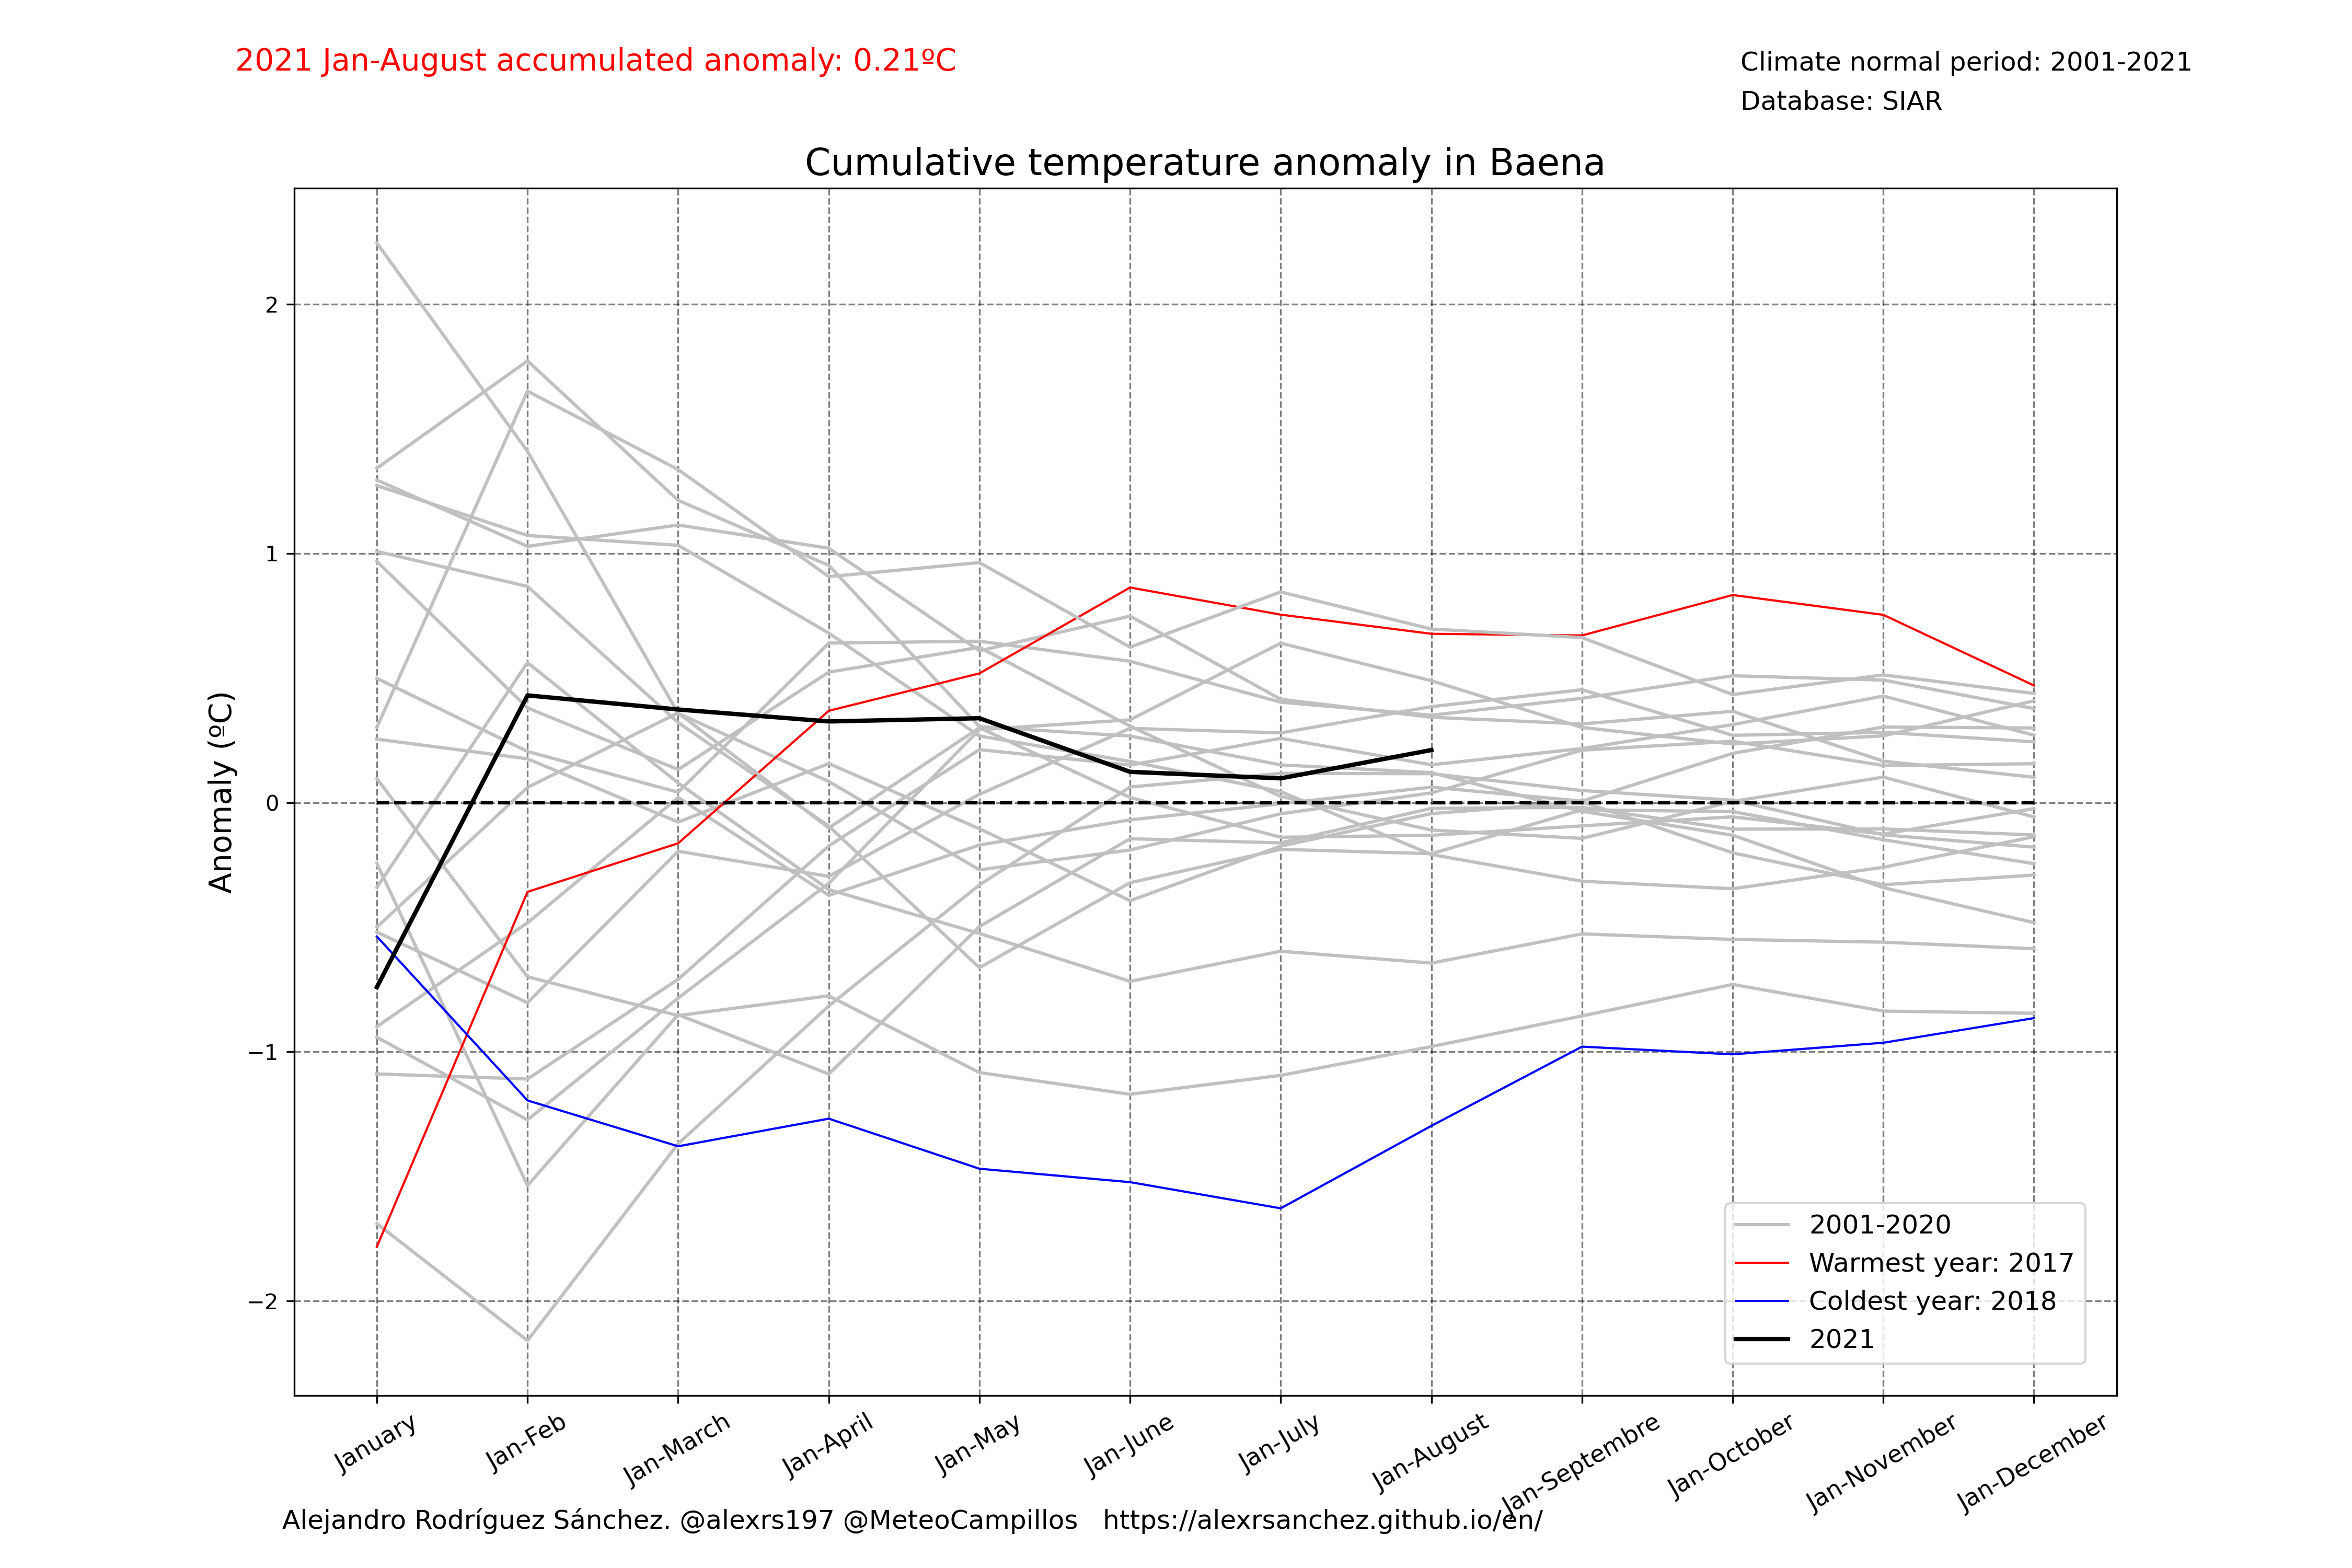 2021 Jan-August accumulated anomaly: 0.21ºC
Climate normal period: 2001-2021
Database: SIAR
Cumulative temperature anomaly in Baena
Anomaly (ºC)
2
1
0
−1
−2
2001-2020
Warmest year: 2017
Coldest year: 2018
2021
January
Jan-Feb
Jan-March
Jan-April
Jan-May
Jan-June
Jan-July
Jan-August
Jan-Septembre
Jan-October
Jan-November
Jan-December
Alejandro Rodríguez Sánchez. @alexrs197 @MeteoCampillos   https://alexrsanchez.github.io/en/